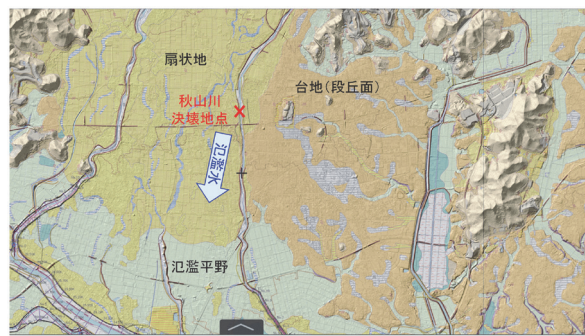 扇状地
台地(段丘面)
秋山川
決壊地点
氾濫水
氾濫平野